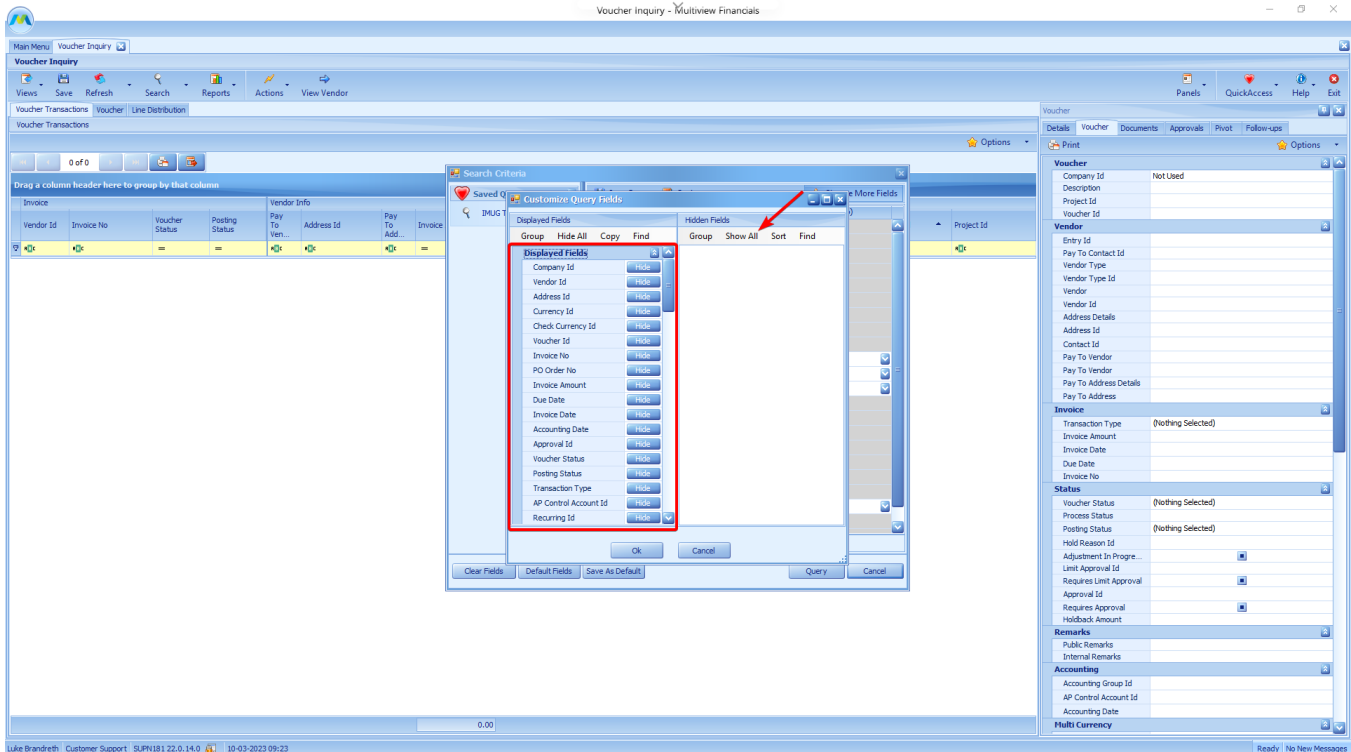 Voucher Inquiry - Multiview Financials
Main Menu Voucher Inquiry
Voucher Inquiry
Views Save Refresh Search Reports Actions View Vendor Panels QuickAccess Help Exit
Voucher Transactions Voucher Line Distribution
Voucher Transactions
Options
0 of 0
Drag a column header here to group by that column
Invoice Vendor Info
Vendor Id Invoice No Voucher Status Posting Status Pay To Ven... Address Id Pay To Add... Invoice Project Id
0.00
Search Criteria
Saved Q
More Fields
IMUG T
Customize Query Fields
Displayed Fields Hidden Fields
Group Hide All Copy Find Group Show All Sort Find
Displayed Fields
Company Id Hide
Vendor Id Hide
Address Id Hide
Currency Id Hide
Check Currency Id Hide
Voucher Id Hide
Invoice No Hide
PO Order No Hide
Invoice Amount Hide
Due Date Hide
Invoice Date Hide
Accounting Date Hide
Approval Id Hide
Voucher Status Hide
Posting Status Hide
Transaction Type Hide
AP Control Account Id Hide
Recurring Id Hide
Ok Cancel
Clear Fields Default Fields Save As Default Query Cancel
Voucher
Details Voucher Documents Approvals Pivot Follow-ups
Print Options
Voucher
Company Id Not Used
Description
Project Id
Voucher Id
Vendor
Entry Id
Pay To Contact Id
Vendor Type
Vendor Type Id
Vendor
Vendor Id
Address Details
Address Id
Contact Id
Pay To Vendor
Pay To Vendor
Pay To Address Details
Pay To Address
Invoice
Transaction Type (Nothing Selected)
Invoice Amount
Invoice Date
Due Date
Invoice No
Status
Voucher Status (Nothing Selected)
Process Status
Posting Status (Nothing Selected)
Hold Reason Id
Adjustment In Progre...
Limit Approval Id
Requires Limit Approval
Approval Id
Requires Approval
Holdback Amount
Remarks
Public Remarks
Internal Remarks
Accounting
Accounting Group Id
AP Control Account Id
Accounting Date
Multi Currency
Luke Brandreth Customer Support SUPN181 22.0.14.0 10-03-2023 09:23 Ready No New Messages